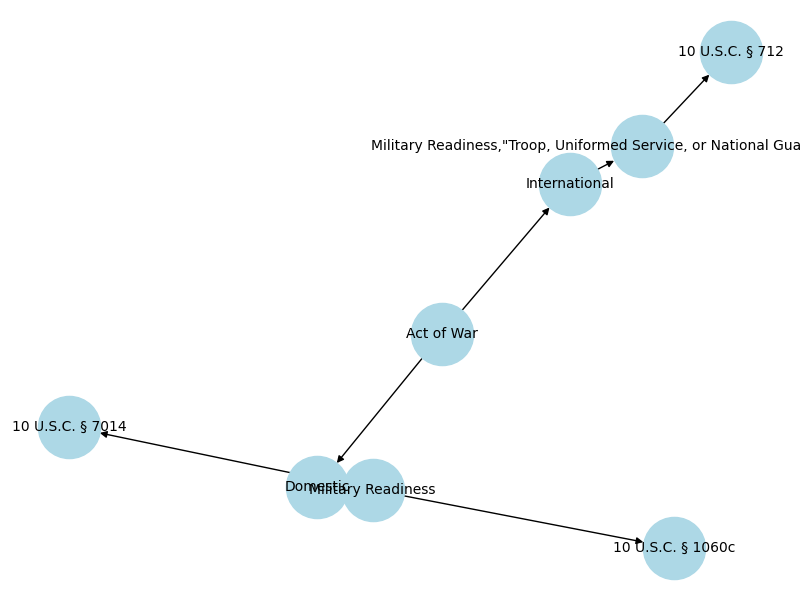 10 U.S.C. § 712
Military Readiness,"Troop, Uniformed Service, or National Gua
International
Act of War
10 U.S.C. § 7014
Domestic
Military Readiness
10 U.S.C. § 1060c